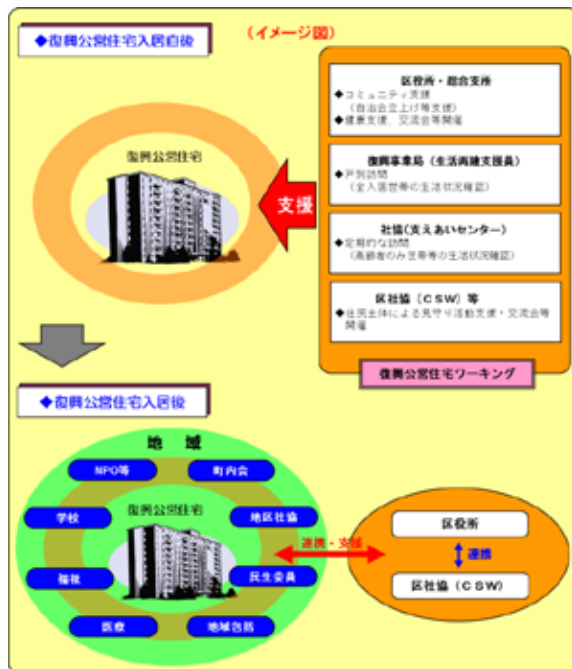 ◆復興公営住宅入居直後
(イメージ図)
復興公営住宅
支援
区役所・総合支所
◆コミュニティ支援
(自治会立上げ等支援)
◆健康支援、交流会等開催
復興事業局(生活再建支援員)
◆戸別訪問
(全入居世帯の生活状況確認)
社協(支えあいセンター)
◆定期的な訪問
(高齢者のみ世帯等の生活状況確認)
区社協(CSW)等
◆住民主体による見守り活動支援・交流会等
開催
復興公営住宅ワーキング
◆復興公営住宅入居後
地 域
NPO等
町内会
学校
復興公営住宅
地区社協
福祉
民生委員
医療
地域包括
連携・支援
区役所
連携
区社協(CSW)